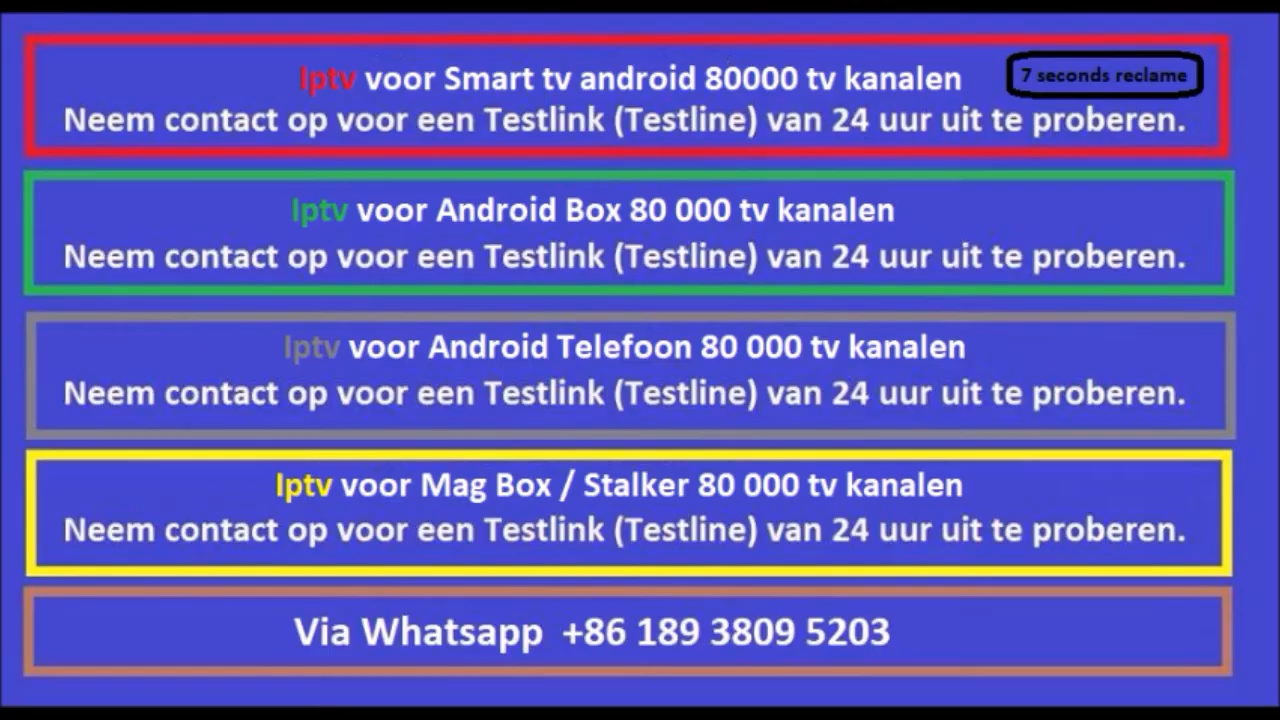 Iptv voor Smart tv android 80000 tv kanalen
7 seconds reclame
Neem contact op voor een Testlink (Testline) van 24 uur uit te proberen.
Iptv voor Android Box 80 000 tv kanalen
Neem contact op voor een Testlink (Testline) van 24 uur uit te proberen.
Iptv voor Android Telefoon 80 000 tv kanalen
Neem contact op voor een Testlink (Testline) van 24 uur uit te proberen.
Iptv voor Mag Box / Stalker 80 000 tv kanalen
Neem contact op voor een Testlink (Testline) van 24 uur uit te proberen.
Via Whatsapp +86 189 3809 5203